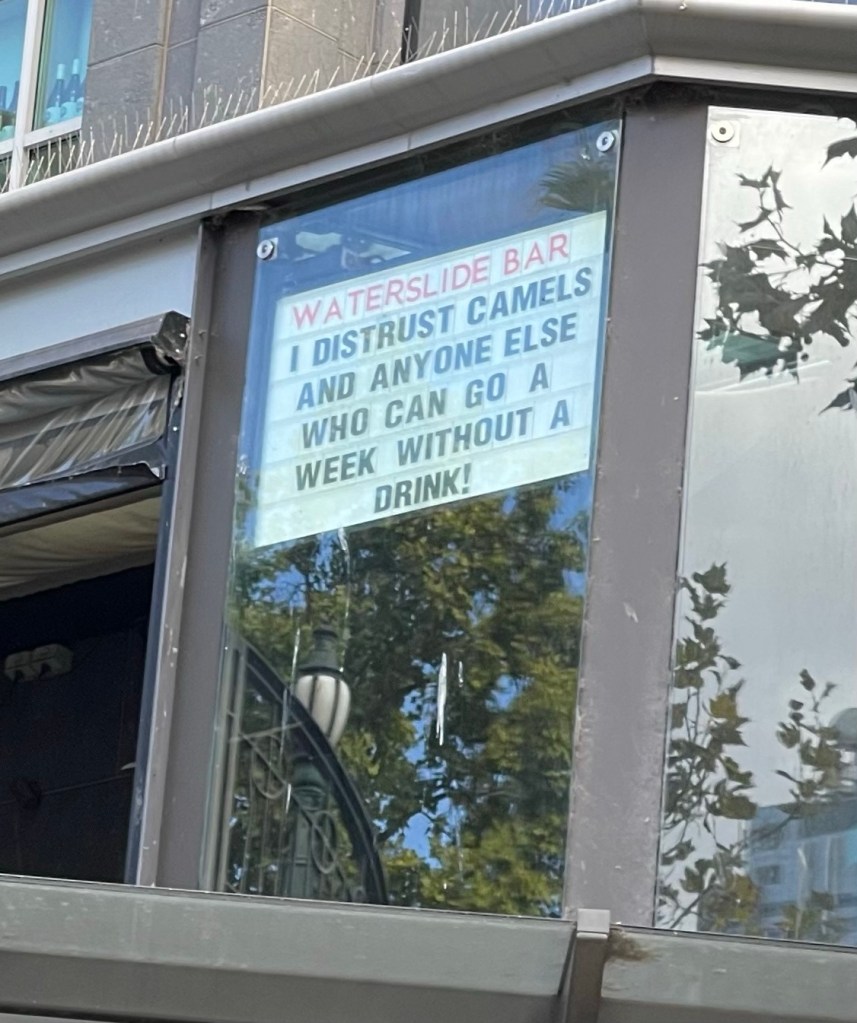 WATERSLIDE BAR
I DISTRUST CAMELS
AND ANYONE ELSE
WHO CAN GO A
WEEK WITHOUT A
DRINK!